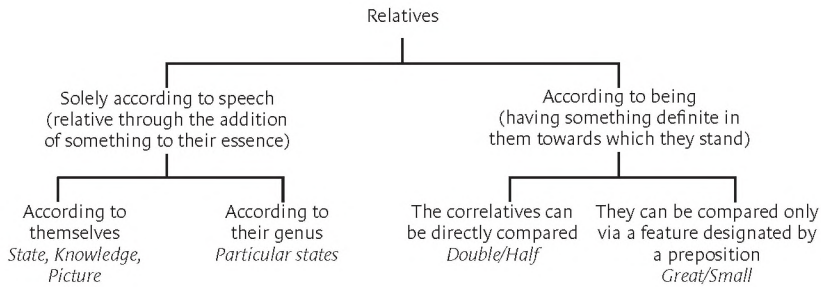 Relatives
Solely according to speech
(relative through the addition
of something to their essence)
According to being
(having something definite in
them towards which they stand)
According to
themselves
State, Knowledge,
Picture
According to
their genus
Particular states
The correlatives can
be directly compared
Double/Half
They can be compared only
via a feature designated by
a preposition
Great/Small